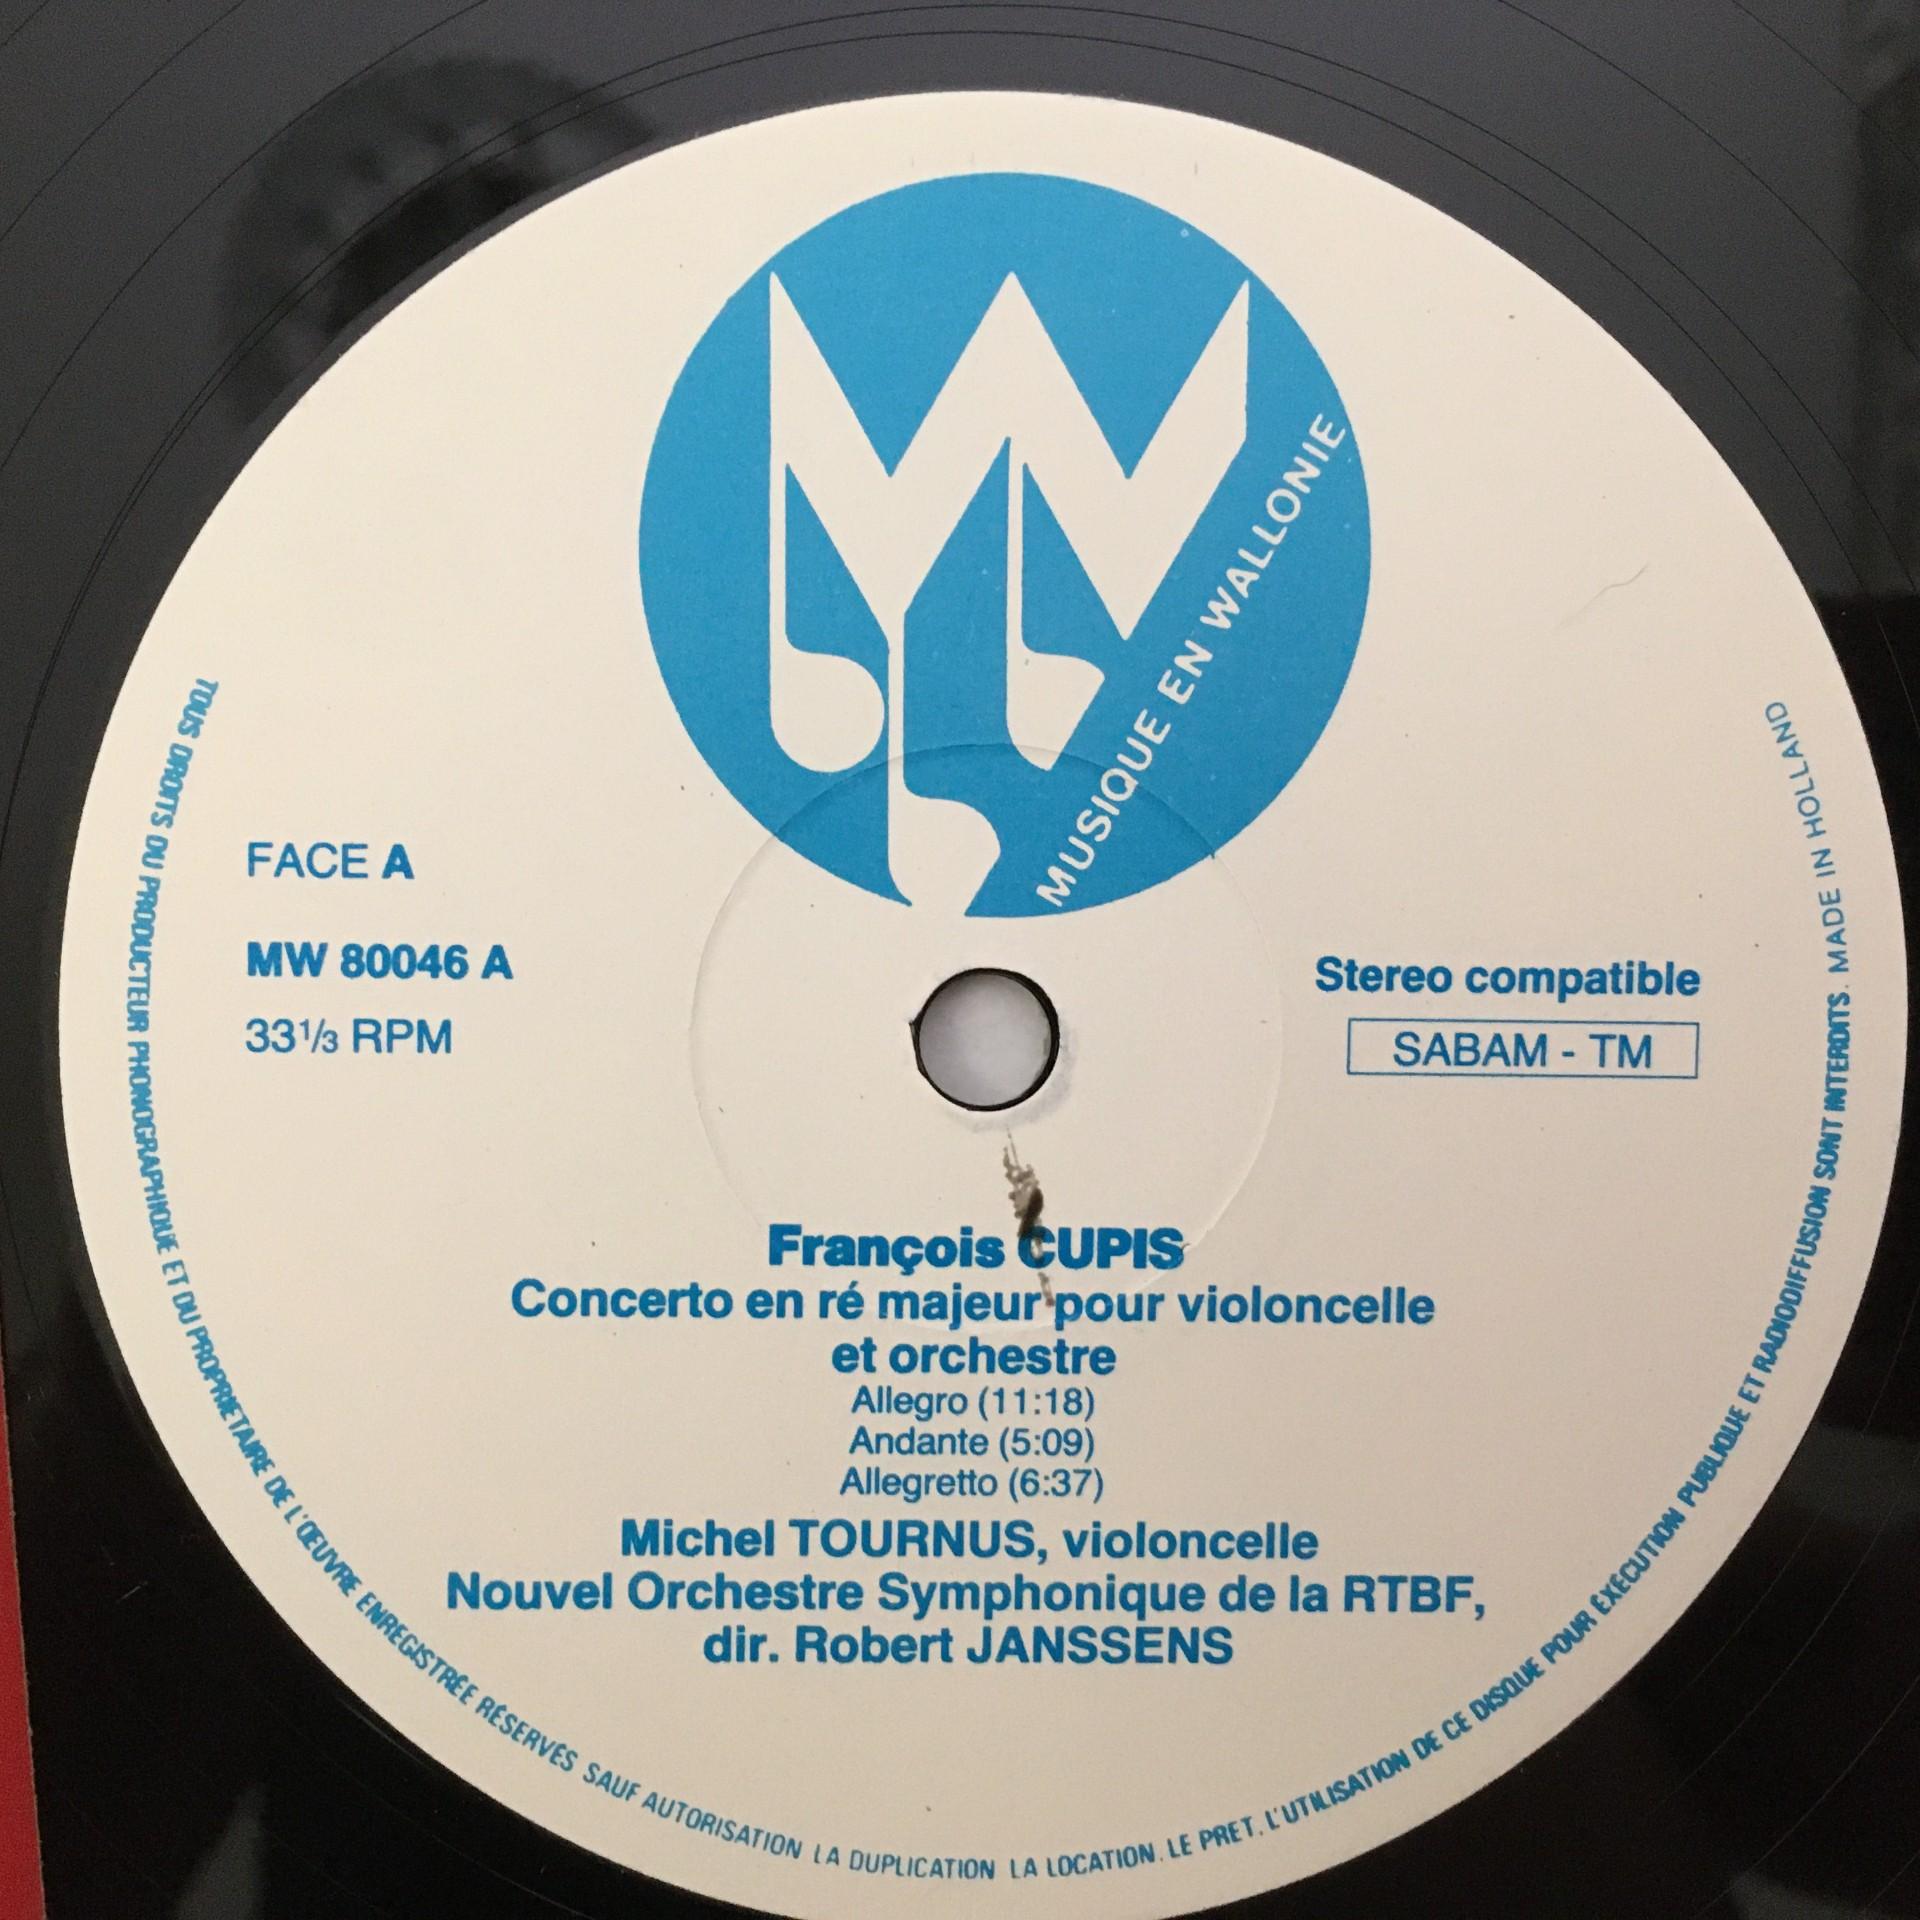 MUSIQUE EN WALLONIE
FACE A
MW 80046 A
33 1/3 RPM
Stereo compatible
SABAM - TM
François CUPIS
Concerto en ré majeur pour violoncelle
et orchestre
Allegro (11:18)
Andante (5:09)
Allegretto (6:37)
Michel TOURNUS, violoncelle
Nouvel Orchestre Symphonique de la RTBF,
dir. Robert JANSSENS
TOUS DROITS DU PRODUCTEUR PHONOGRAPHIQUE ET DU PROPRIETAIRE DE L'ŒUVRE ENREGISTRÉE RÉSERVÉS SAUF AUTORISATION LA DUPLICATION LA LOCATION. LE PRET. L'UTILISATION DE CE DISQUE POUR EXECUTION PUBLIQUE ET RADIODIFFUSION SONT INTERDITS. MADE IN HOLLAND